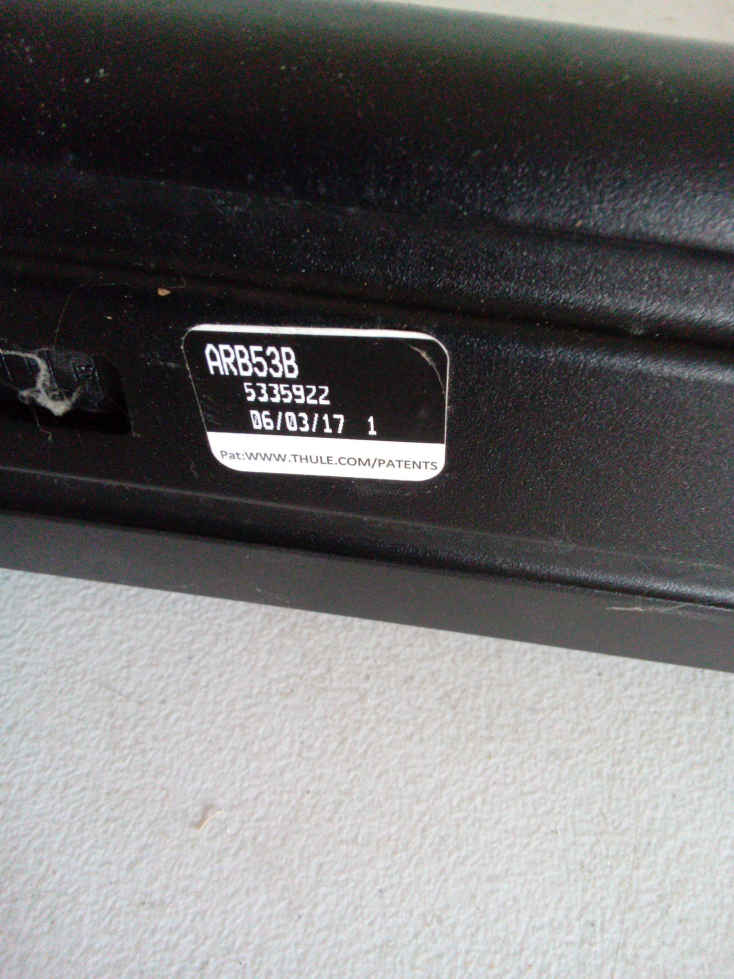 ARB53B
5335922
06/03/17 1
Pat:WWW.THULE.COM/PATENTS